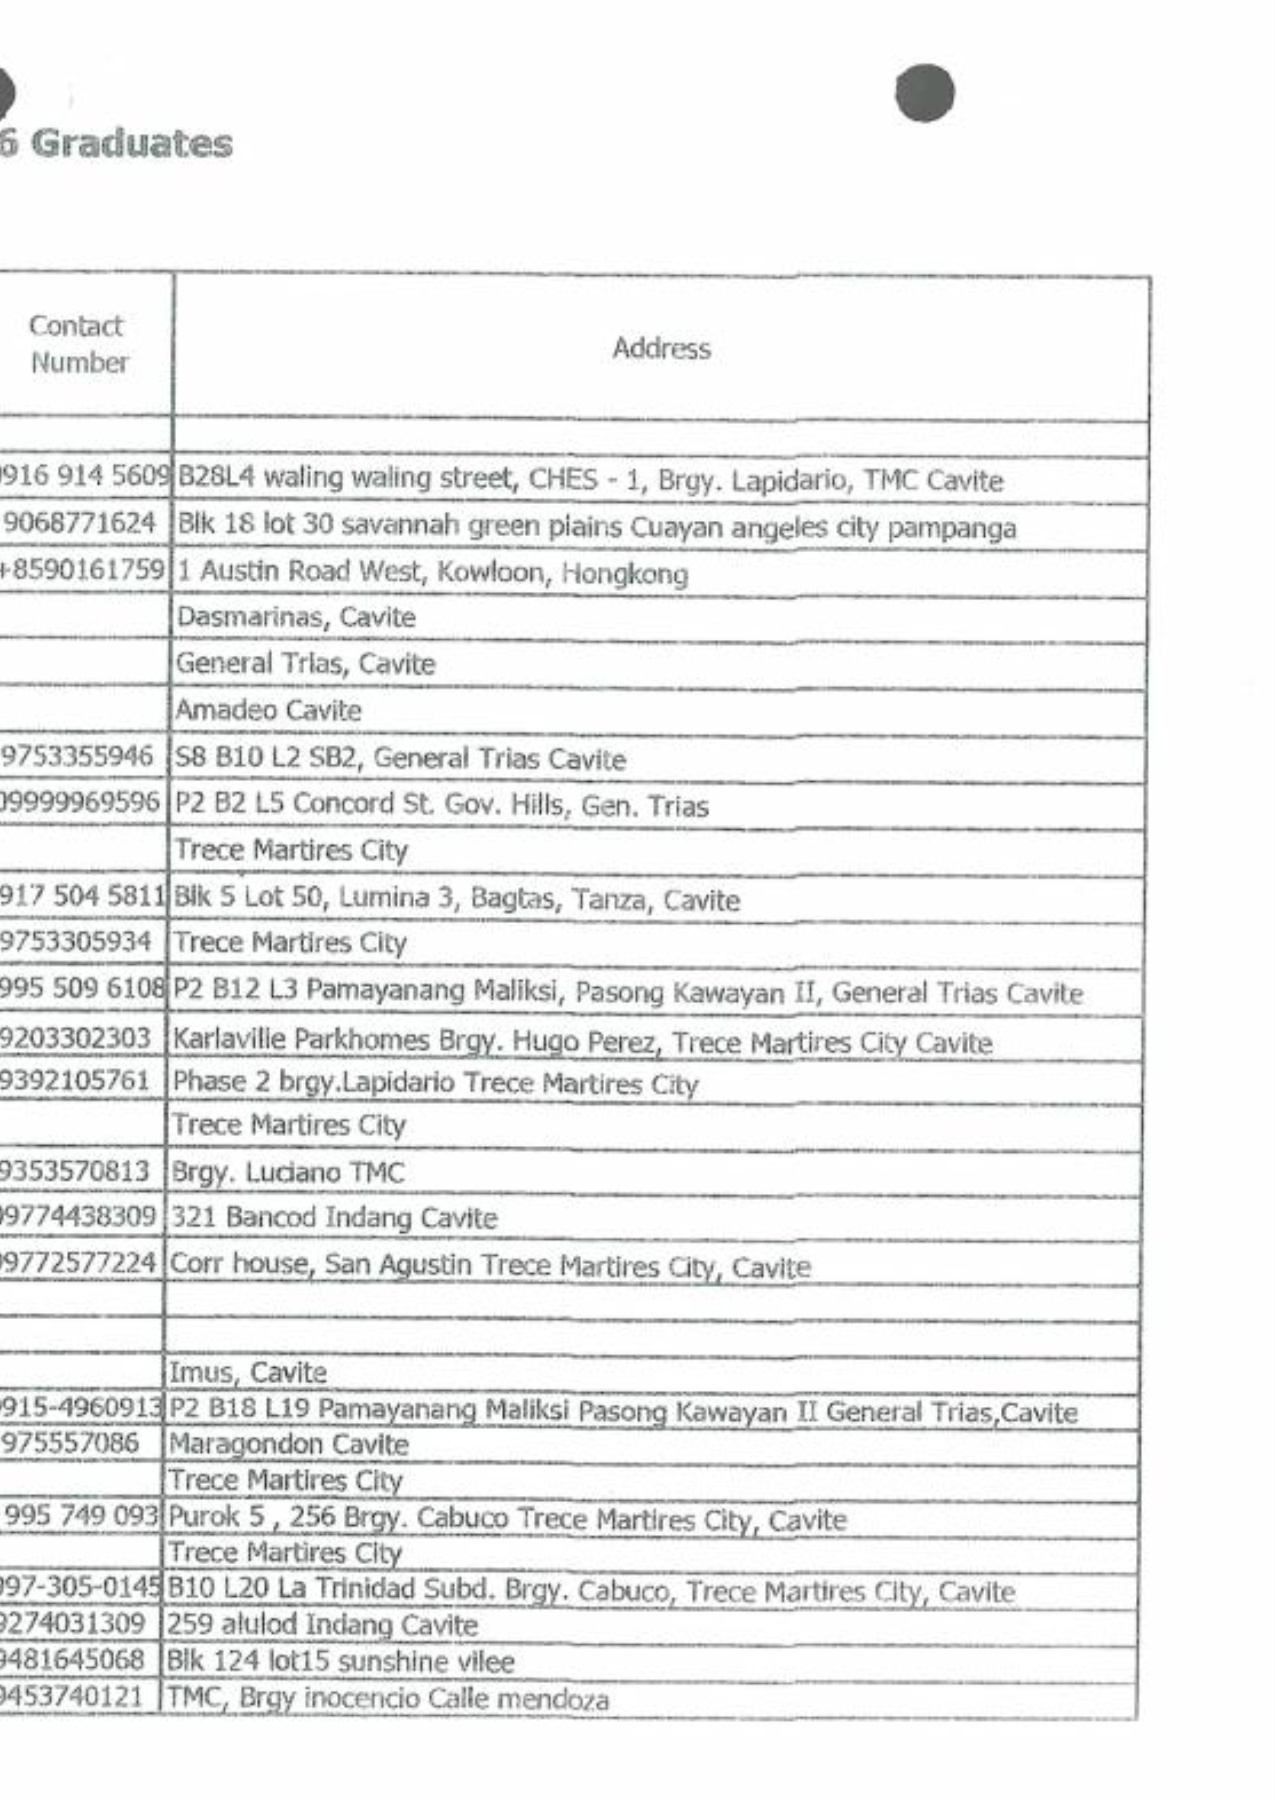 6 Graduates
Contact
Number
Address
0916 914 5609 B28L4 waling waling street, CHES - 1, Brgy. Lapidario, TMC Cavite
9068771624 Blk 18 lot 30 savannah green plains Cuayan angeles city pampanga
+8590161759 1 Austin Road West, Kowloon, Hongkong
Dasmarinas, Cavite
General Trias, Cavite
Amadeo Cavite
9753355946 S8 B10 L2 SB2, General Trias Cavite
09999969596 P2 B2 L5 Concord St. Gov. Hills, Gen. Trias
Trece Martires City
917 504 5811 Blk 5 Lot 50, Lumina 3, Bagtas, Tanza, Cavite
9753305934 Trece Martires City
995 509 6108 P2 B12 L3 Pamayanang Maliksi, Pasong Kawayan II, General Trias Cavite
9203302303 Karlaville Parkhomes Brgy. Hugo Perez, Trece Martires City Cavite
9392105761 Phase 2 brgy.Lapidario Trece Martires City
Trece Martires City
9353570813 Brgy. Luciano TMC
09774438309 321 Bancod Indang Cavite
09772577224 Corr house, San Agustin Trece Martires City, Cavite
Imus, Cavite
0915-4960913 P2 B18 L19 Pamayanang Maliksi Pasong Kawayan II General Trias,Cavite
975557086 Maragondon Cavite
Trece Martires City
995 749 093 Purok 5 , 256 Brgy. Cabuco Trece Martires City, Cavite
Trece Martires City
097-305-0145 B10 L20 La Trinidad Subd. Brgy. Cabuco, Trece Martires City, Cavite
9274031309 259 alulod Indang Cavite
9481645068 Blk 124 lot15 sunshine vilee
9453740121 TMC, Brgy inocencio Calle mendoza